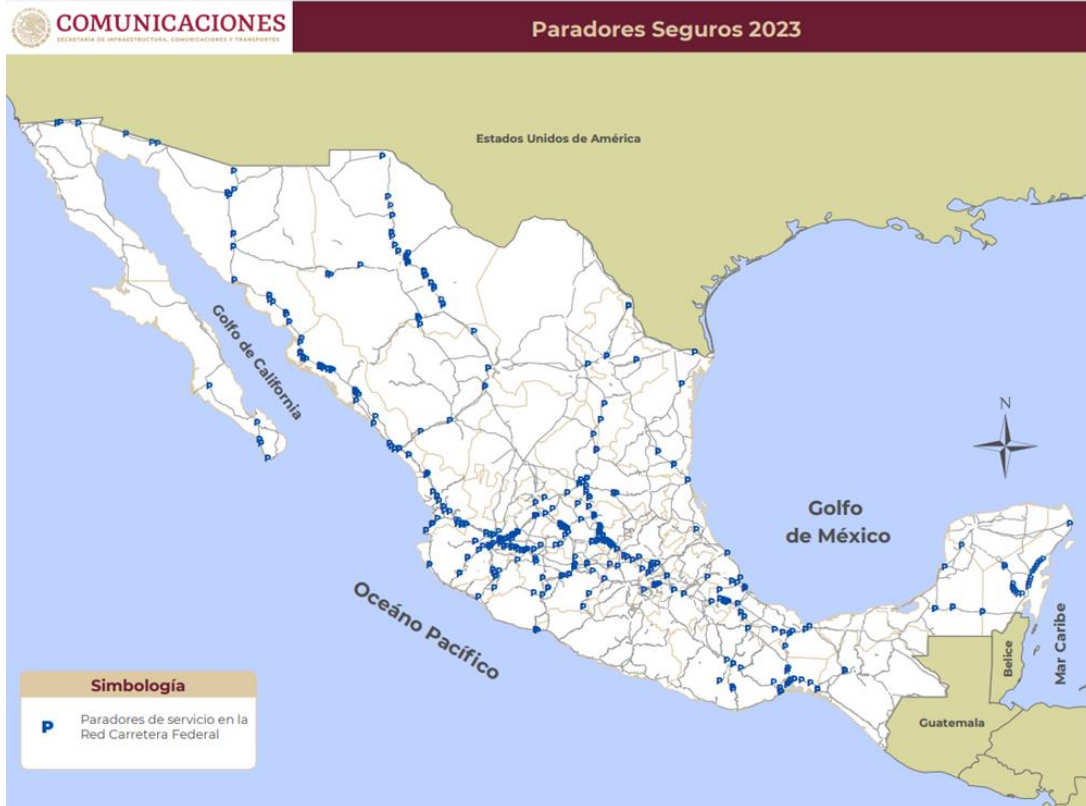 COMUNICACIONES
SECRETARÍA DE INFRAESTRUCTURA, COMUNICACIONES Y TRANSPORTES
Paradores Seguros 2023
Estados Unidos de América
Golfo de California
N
Golfo
de México
Océano Pacífico
Mar Caribe
Belice
Guatemala
Simbología
P
Paradores de servicio en la
Red Carretera Federal